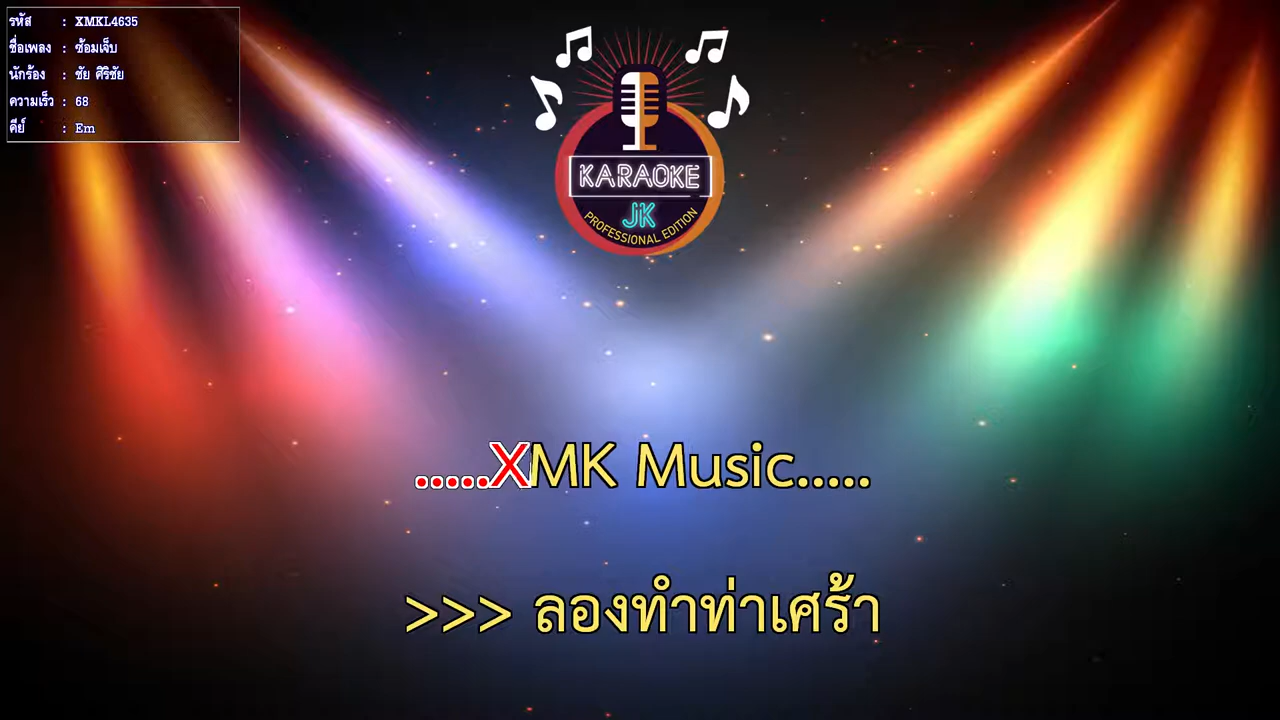 รหัส : XMKL4635
ชื่อเพลง : ซ้อมเจ็บ
นักร้อง : ชัย ศิริชัย
ความเร็ว : 68
คีย์ : Em
KARAOKE
JK
PROFESSIONAL EDITION
.....XMK Music.....
>>> ลองทำท่าเศร้า